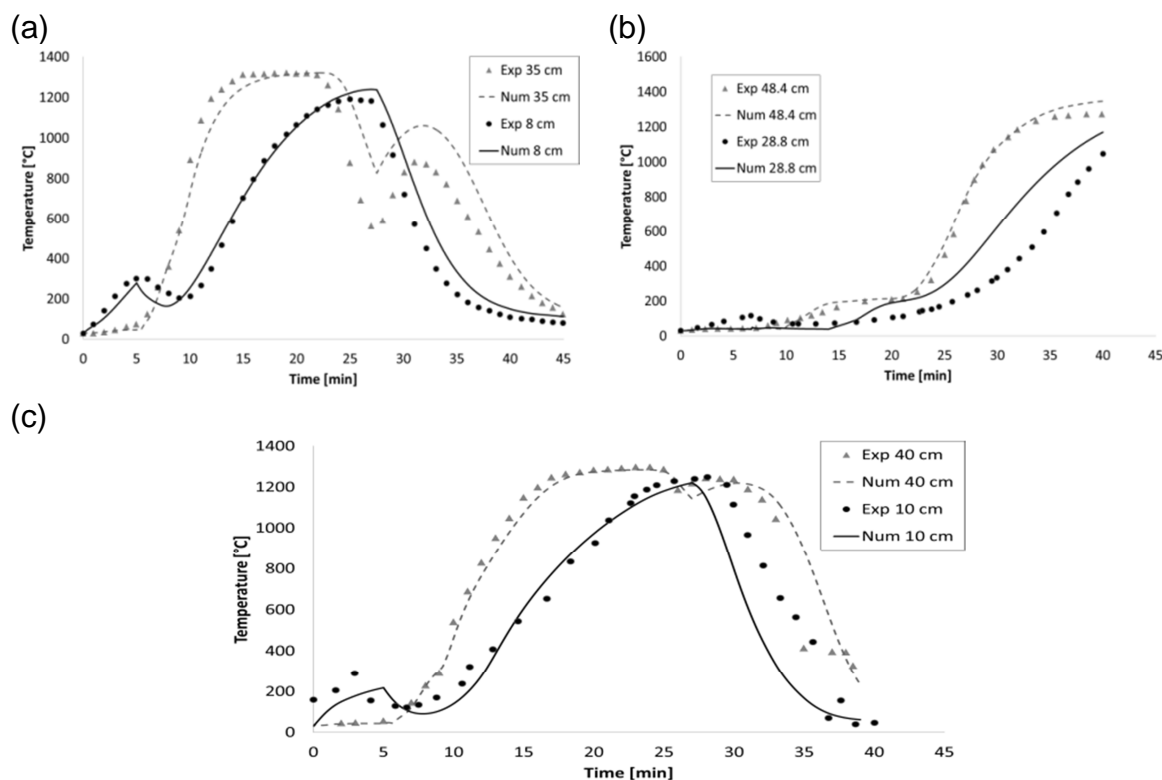 (a)
1400
1200
1000
800
600
400
200
0
Temperature [°C]
0 5 10 15 20 25 30 35 40 45
Time [min]
Exp 35 cm
Num 35 cm
Exp 8 cm
Num 8 cm
(b)
1600
1400
1200
1000
800
600
400
200
0
Temperature [°C]
0 5 10 15 20 25 30 35 40 45
Time [min]
Exp 48.4 cm
Num 48.4 cm
Exp 28.8 cm
Num 28.8 cm
(c)
1400
1200
1000
800
600
400
200
0
Temperature [°C]
0 5 10 15 20 25 30 35 40 45
Time [min]
Exp 40 cm
Num 40 cm
Exp 10 cm
Num 10 cm